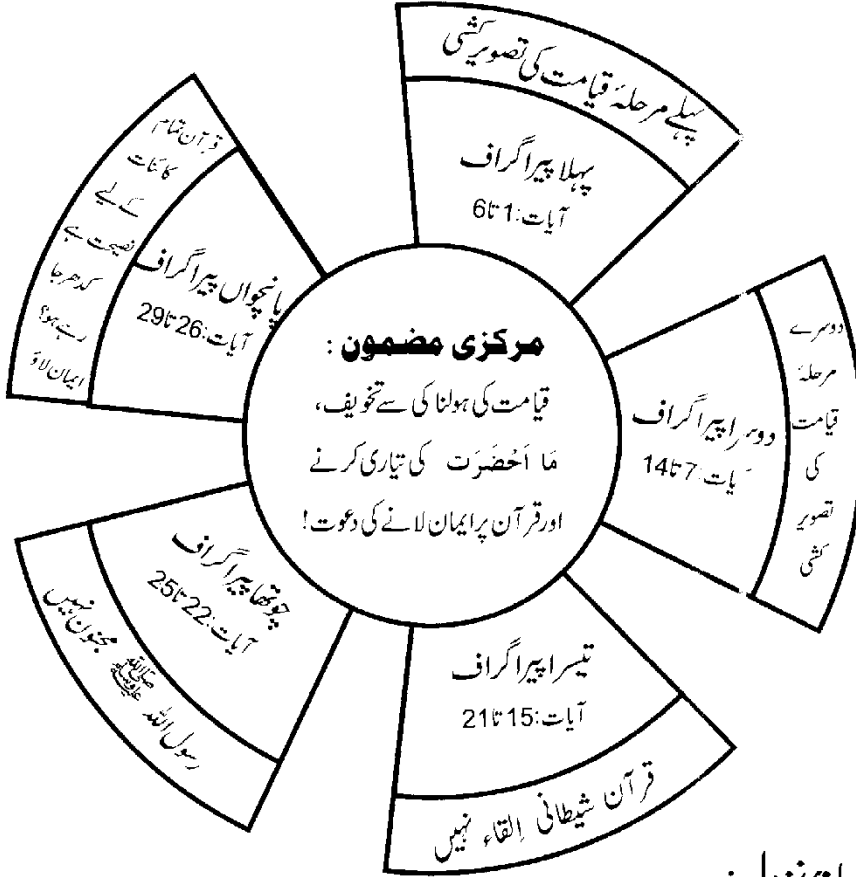 پہلے مرحلۂ قیامت کی تصویر کشی
پہلا پیراگراف
آیات:1 تا 6
دوسرے
مرحلۂ
قیامت
کی
تصویر
کشی
دوسرا پیراگراف
یات:7 تا 14
تیسرا پیراگراف
آیات:15 تا 21
قرآن شیطانی اِلقاء نہیں
چوتھا پیراگراف
آیات:22 تا 25
رسول اللہ ﷺ مجنون نہیں
قرآن تمام
کائنات
کے لیے
نصیحت ہے
کدھر جا
رہے ہو؟
ایمان لاؤ
پانچواں پیراگراف
آیات:26 تا 29
مرکزی مضمون :
قیامت کی ہولناکی سے تخویف،
مَا اَحْضَرَت کی تیاری کرنے
اور قرآن پر ایمان لانے کی دعوت!